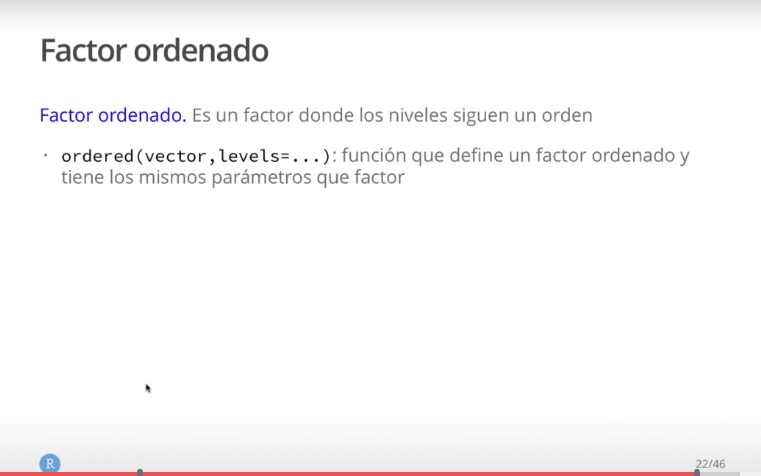 Factor ordenado
Factor ordenado. Es un factor donde los niveles siguen un orden
· ordered(vector,levels=...): función que define un factor ordenado y
tiene los mismos parámetros que factor
R
22/46